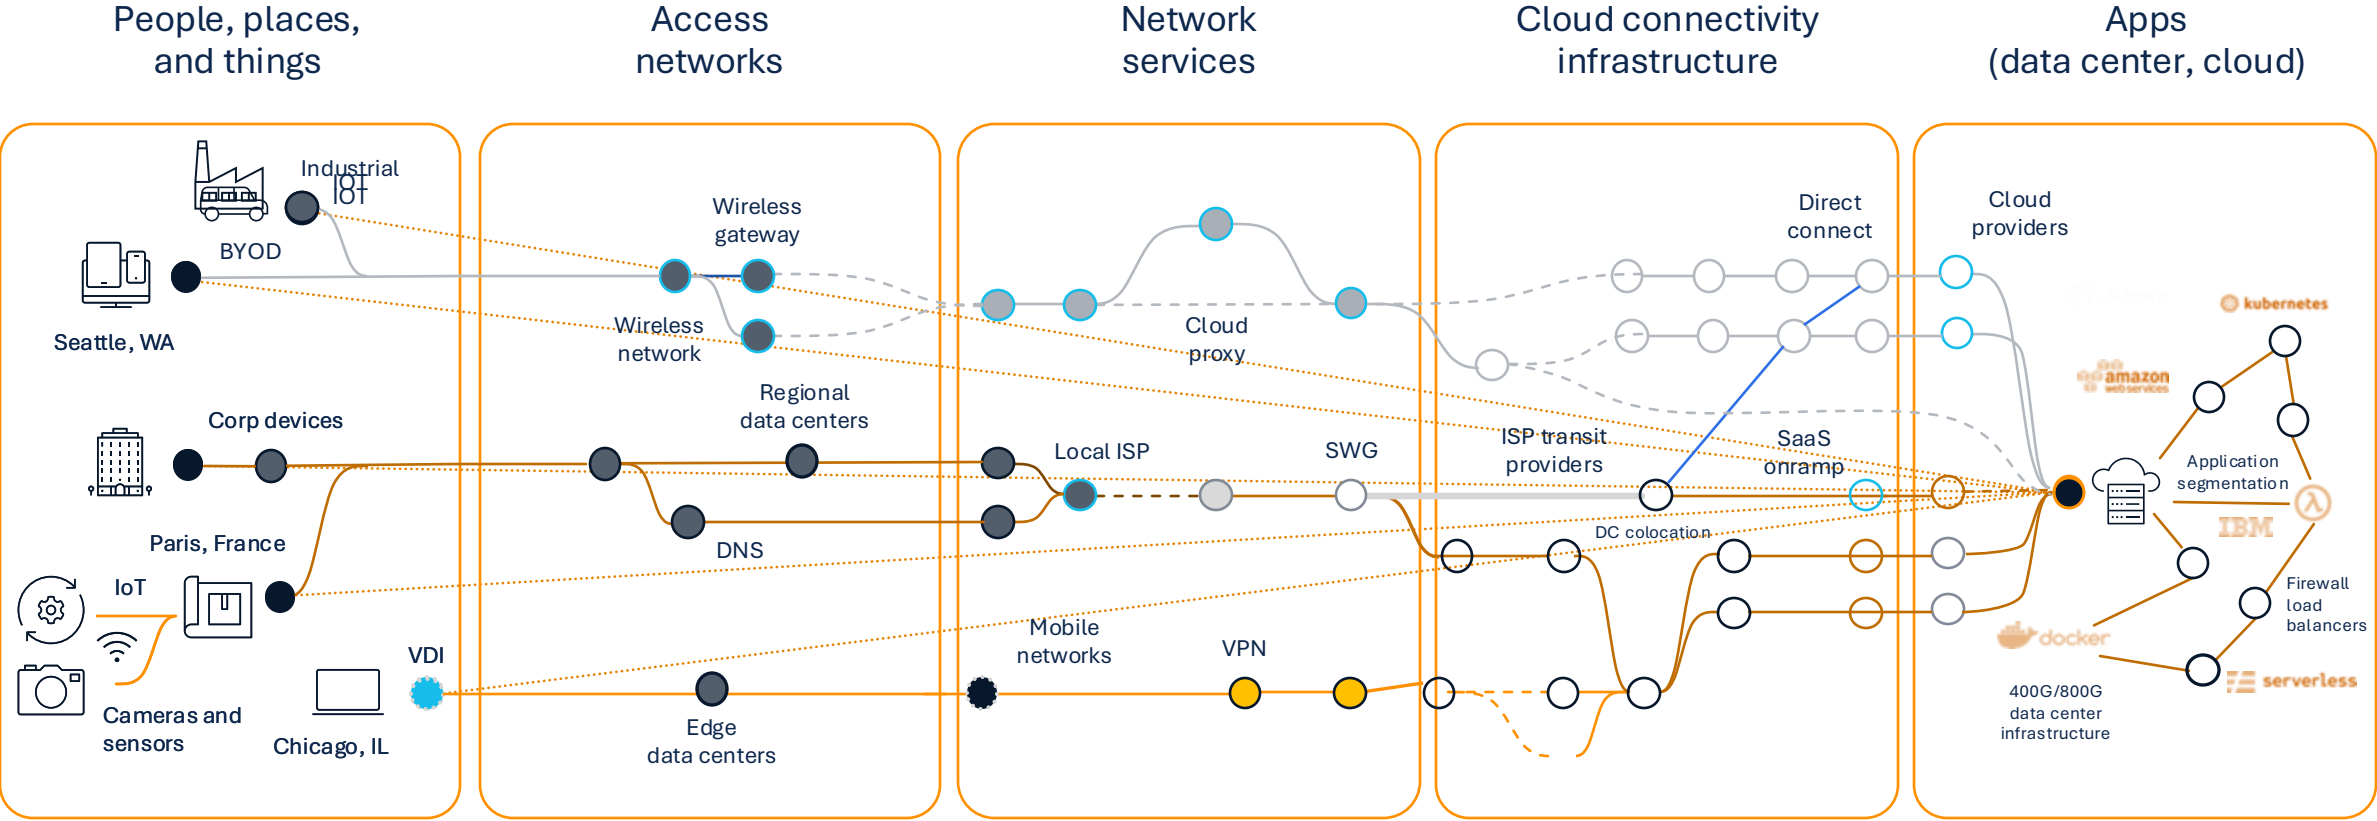 People, places,
and things
Access
networks
Network
services
Cloud connectivity
infrastructure
Apps
(data center, cloud)
Industrial
IOT
IOT
BYOD
Seattle, WA
Corp devices
Paris, France
IoT
Cameras and
sensors
VDI
Chicago, IL
Wireless
gateway
Wireless
network
Regional
data centers
DNS
Edge
data centers
Cloud
proxy
Local ISP
SWG
Mobile
networks
VPN
Direct
connect
ISP transit
providers
SaaS
onramp
DC colocation
Cloud
providers
kubernetes
amazon
webservices
Application
segmentation
λ
IBM
Firewall
load
balancers
docker
serverless
400G/800G
data center
infrastructure